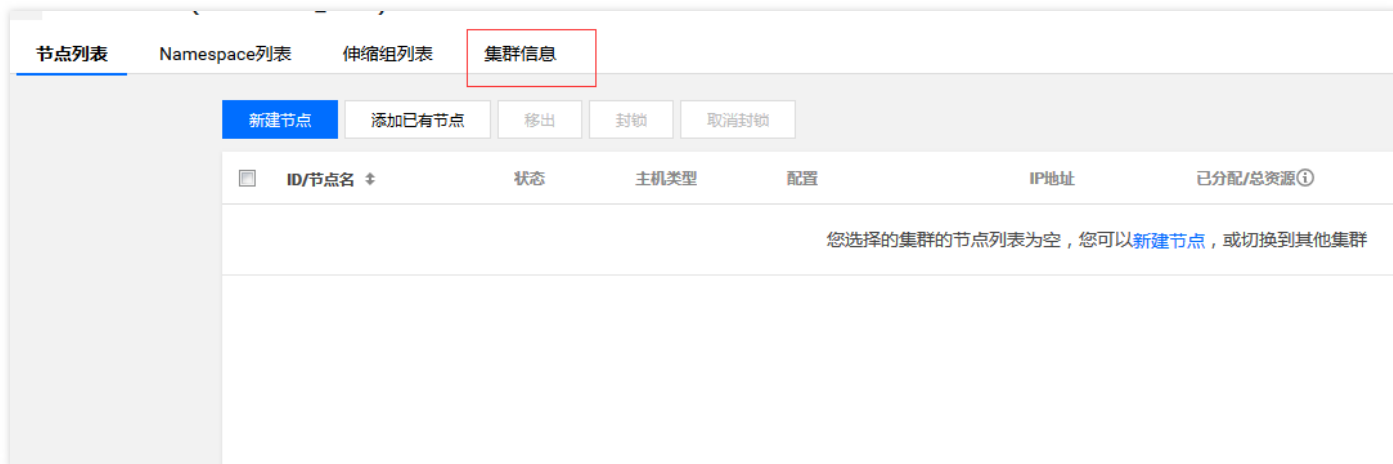 节点列表 Namespace列表 伸缩组列表 集群信息
新建节点 添加已有节点 移出 封锁 取消封锁
ID/节点名 状态 主机类型 配置 IP地址 已分配/总资源
您选择的集群的节点列表为空，您可以新建节点，或切换到其他集群